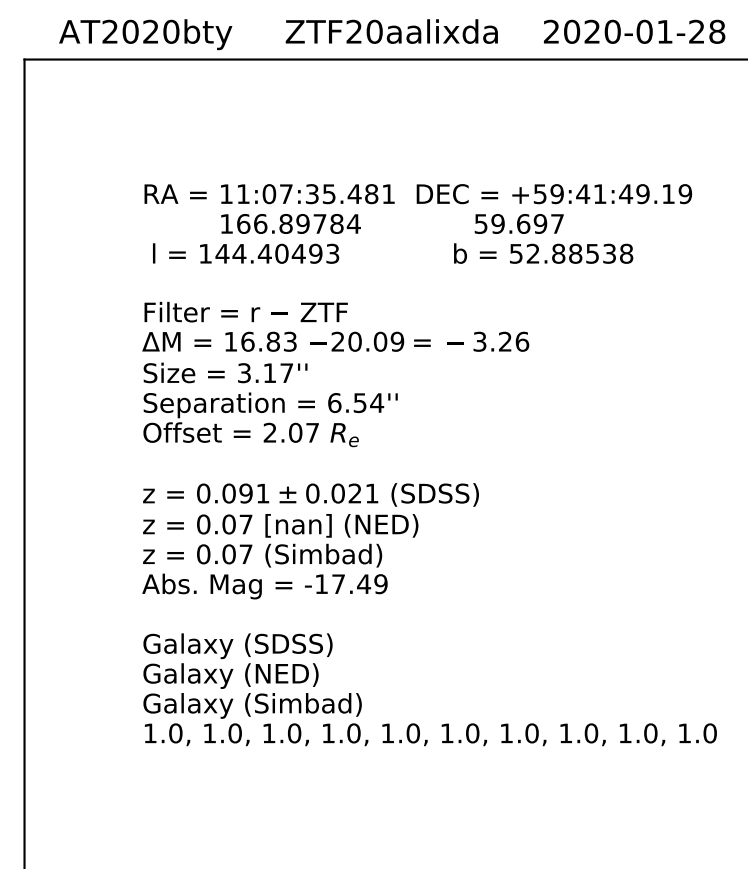 AT2020bty ZTF20aalixda 2020-01-28
RA = 11:07:35.481 DEC = +59:41:49.19
166.89784 59.697
l = 144.40493 b = 52.88538
Filter = r − ZTF
ΔM = 16.83 −20.09 = −3.26
Size = 3.17''
Separation = 6.54''
Offset = 2.07 Rₑ
z = 0.091 ± 0.021 (SDSS)
z = 0.07 [nan] (NED)
z = 0.07 (Simbad)
Abs. Mag = -17.49
Galaxy (SDSS)
Galaxy (NED)
Galaxy (Simbad)
1.0, 1.0, 1.0, 1.0, 1.0, 1.0, 1.0, 1.0, 1.0, 1.0